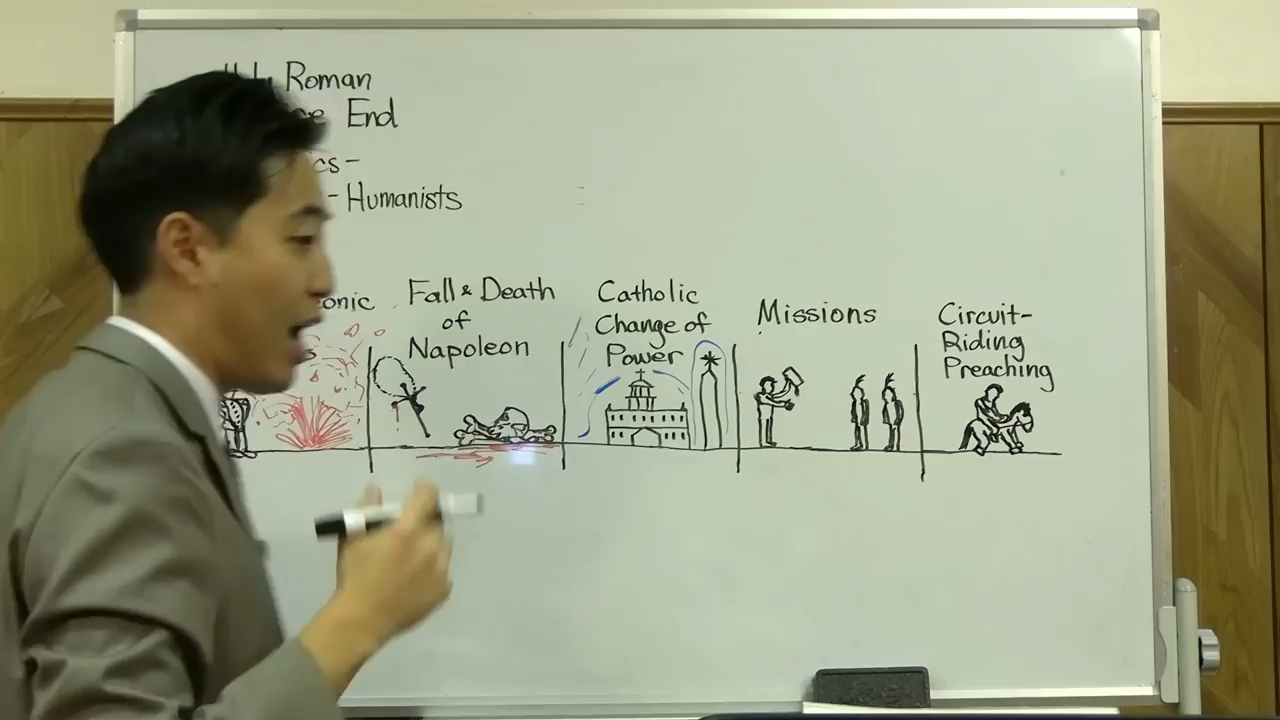 Roman
End
- Humanists
Fall & Death
of
Napoleon
Catholic
Change of
Power
Missions
Circuit-
Riding
Preaching